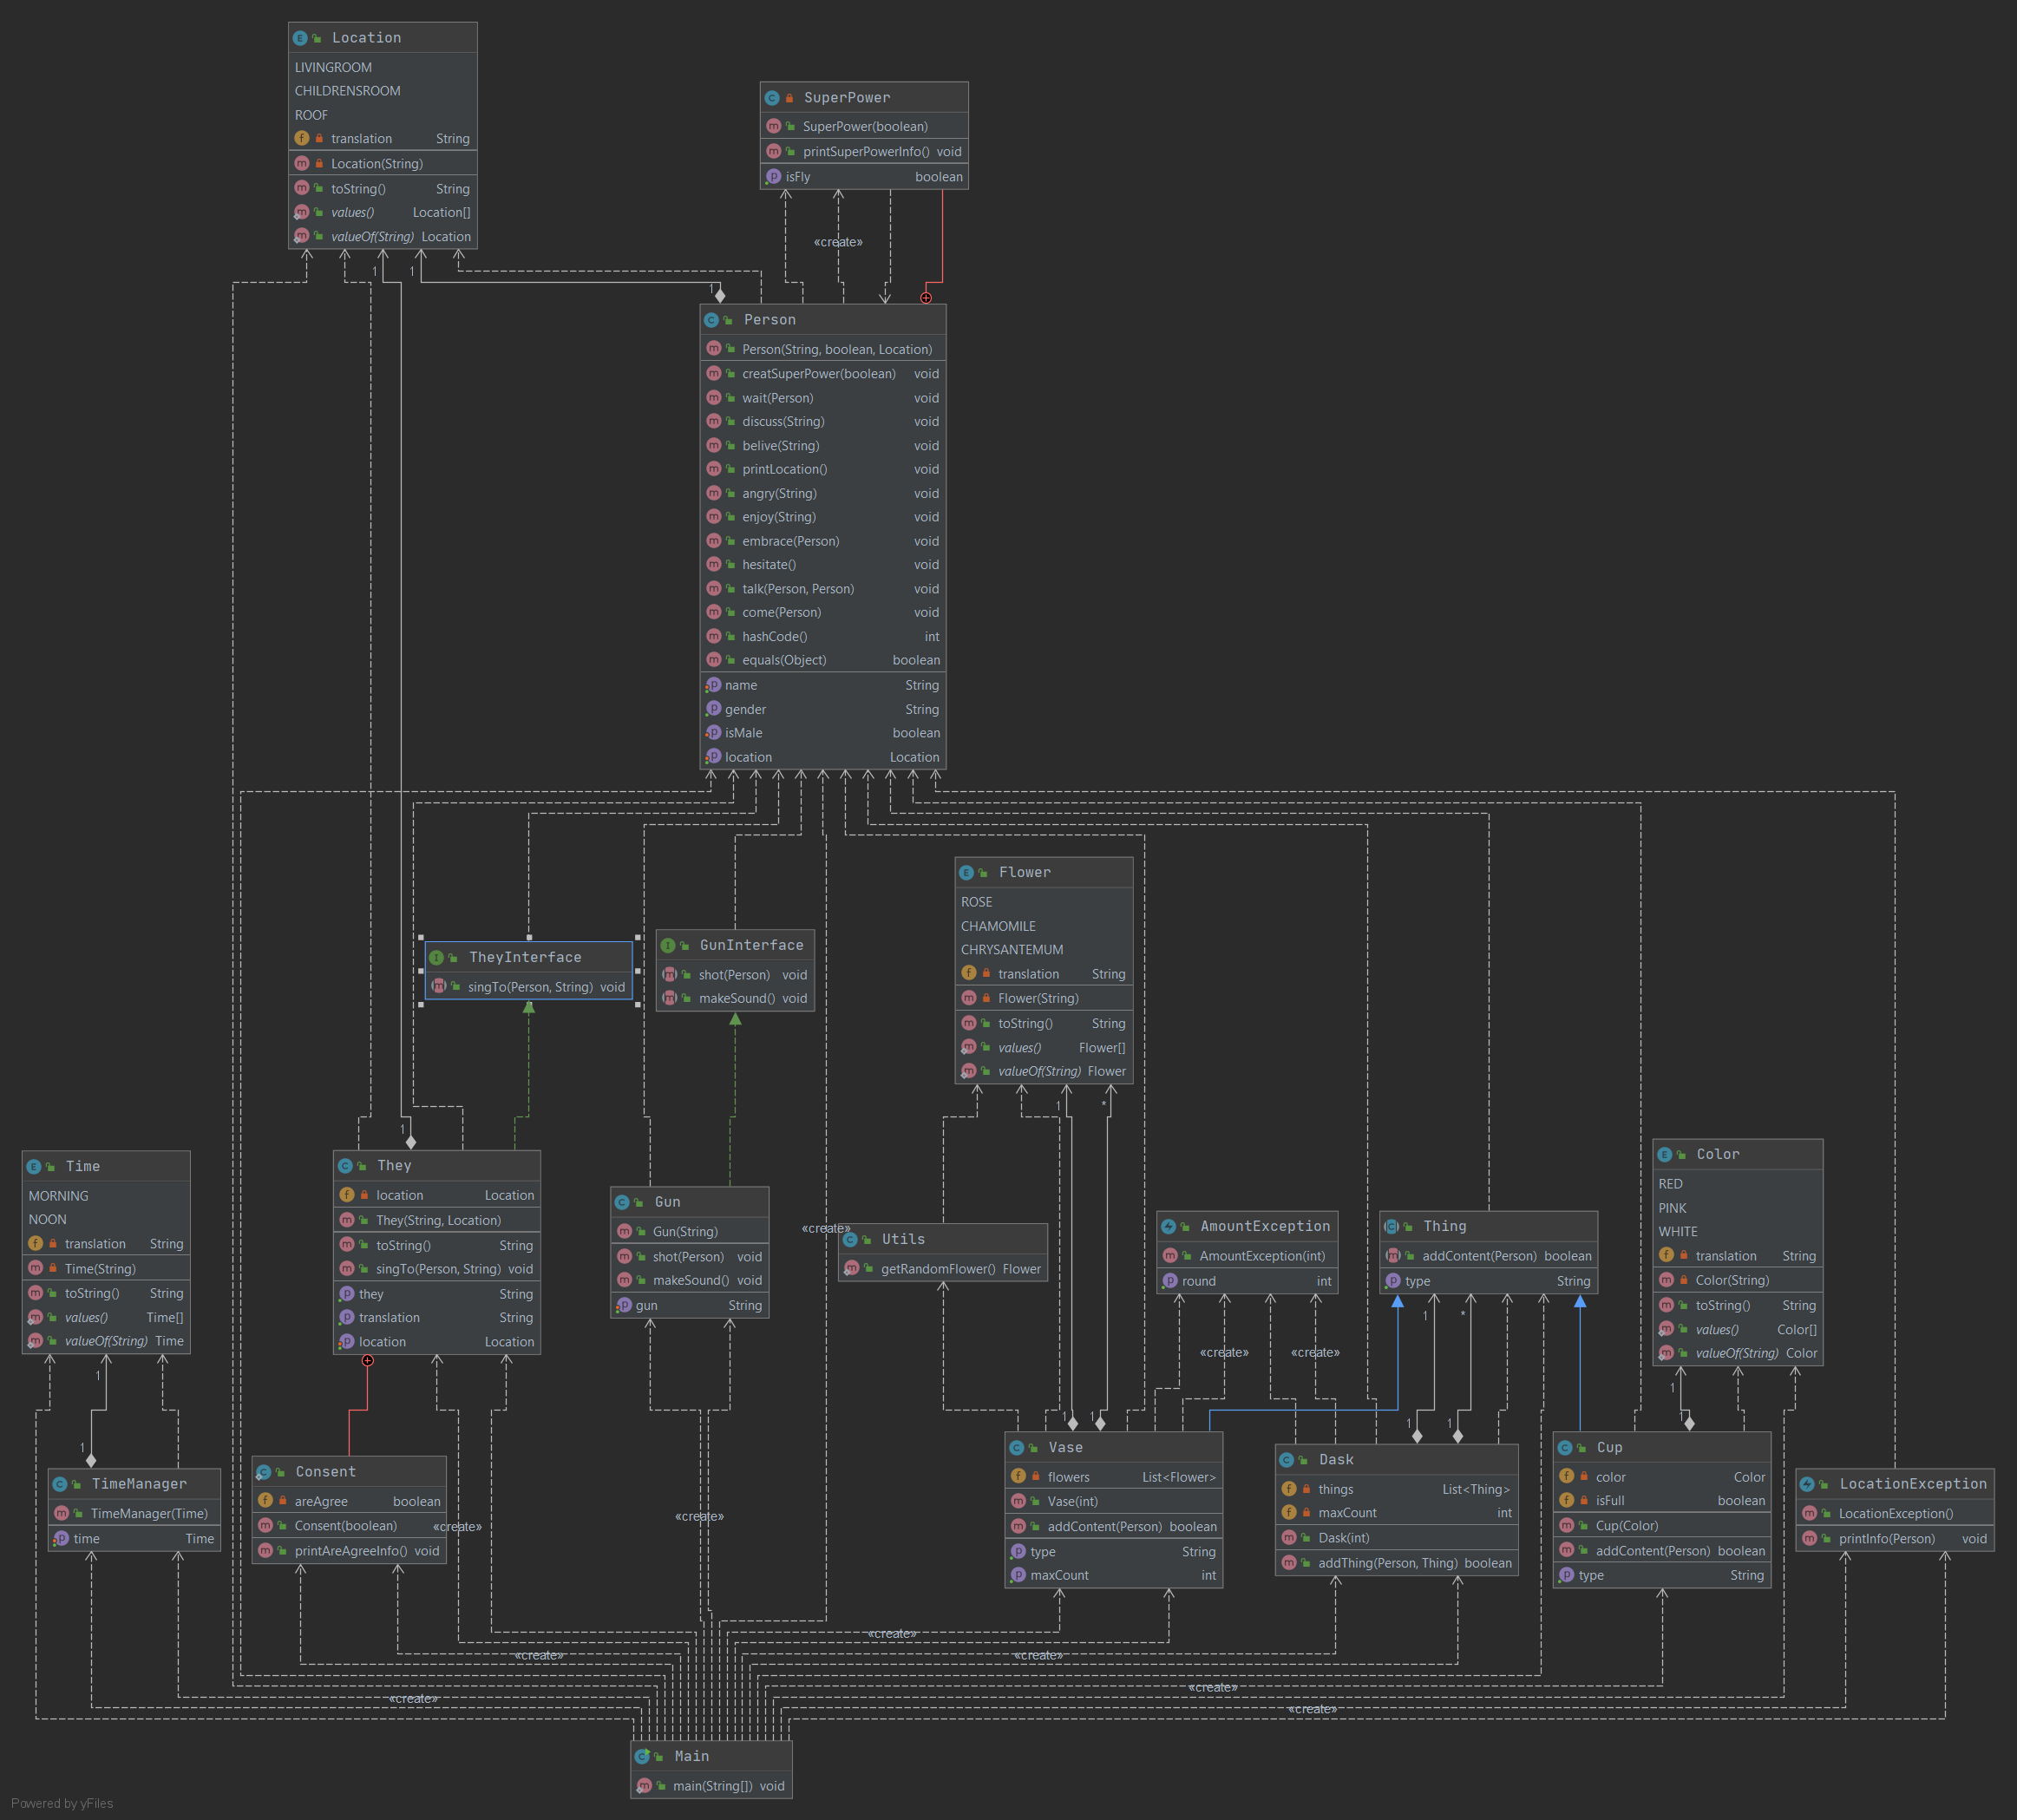 Location
LIVINGROOM
CHILDRENSROOM
ROOF
translation String
Location(String)
toString() String
values() Location[]
valueOf(String) Location
SuperPower
SuperPower(boolean)
printSuperPowerInfo() void
isFly boolean
«create»
1
1
1
Person
Person(String, boolean, Location)
creatSuperPower(boolean) void
wait(Person) void
discuss(String) void
belive(String) void
printLocation() void
angry(String) void
enjoy(String) void
embrace(Person) void
hesitate() void
talk(Person, Person) void
come(Person) void
hashCode() int
equals(Object) boolean
name String
gender String
isMale boolean
location Location
TheyInterface
singTo(Person, String) void
GunInterface
shot(Person) void
makeSound() void
Flower
ROSE
CHAMOMILE
CHRYSANTEMUM
translation String
Flower(String)
toString() String
values() Flower[]
valueOf(String) Flower
1
*
1
Time
MORNING
NOON
translation String
Time(String)
toString() String
values() Time[]
valueOf(String) Time
They
location Location
They(String, Location)
toString() String
singTo(Person, String) void
they String
translation String
location Location
Gun
Gun(String)
shot(Person) void
makeSound() void
gun String
«create»
Utils
getRandomFlower() Flower
AmountException
AmountException(int)
round int
Thing
addContent(Person) boolean
type String
Color
RED
PINK
WHITE
translation String
Color(String)
toString() String
values() Color[]
valueOf(String) Color
1
*
«create»
«create»
1
1
1
1
1
1
1
1
1
TimeManager
TimeManager(Time)
time Time
Consent
areAgree boolean
Consent(boolean)
printAreAgreeInfo() void
«create»
«create»
Vase
flowers List<Flower>
Vase(int)
addContent(Person) boolean
type String
maxCount int
Dask
things List<Thing>
maxCount int
Dask(int)
addThing(Person, Thing) boolean
Cup
color Color
isFull boolean
Cup(Color)
addContent(Person) boolean
type String
LocationException
LocationException()
printInfo(Person) void
«create»
«create»
«create»
«create»
«create»
«create»
Main
main(String[]) void
Powered by yFiles